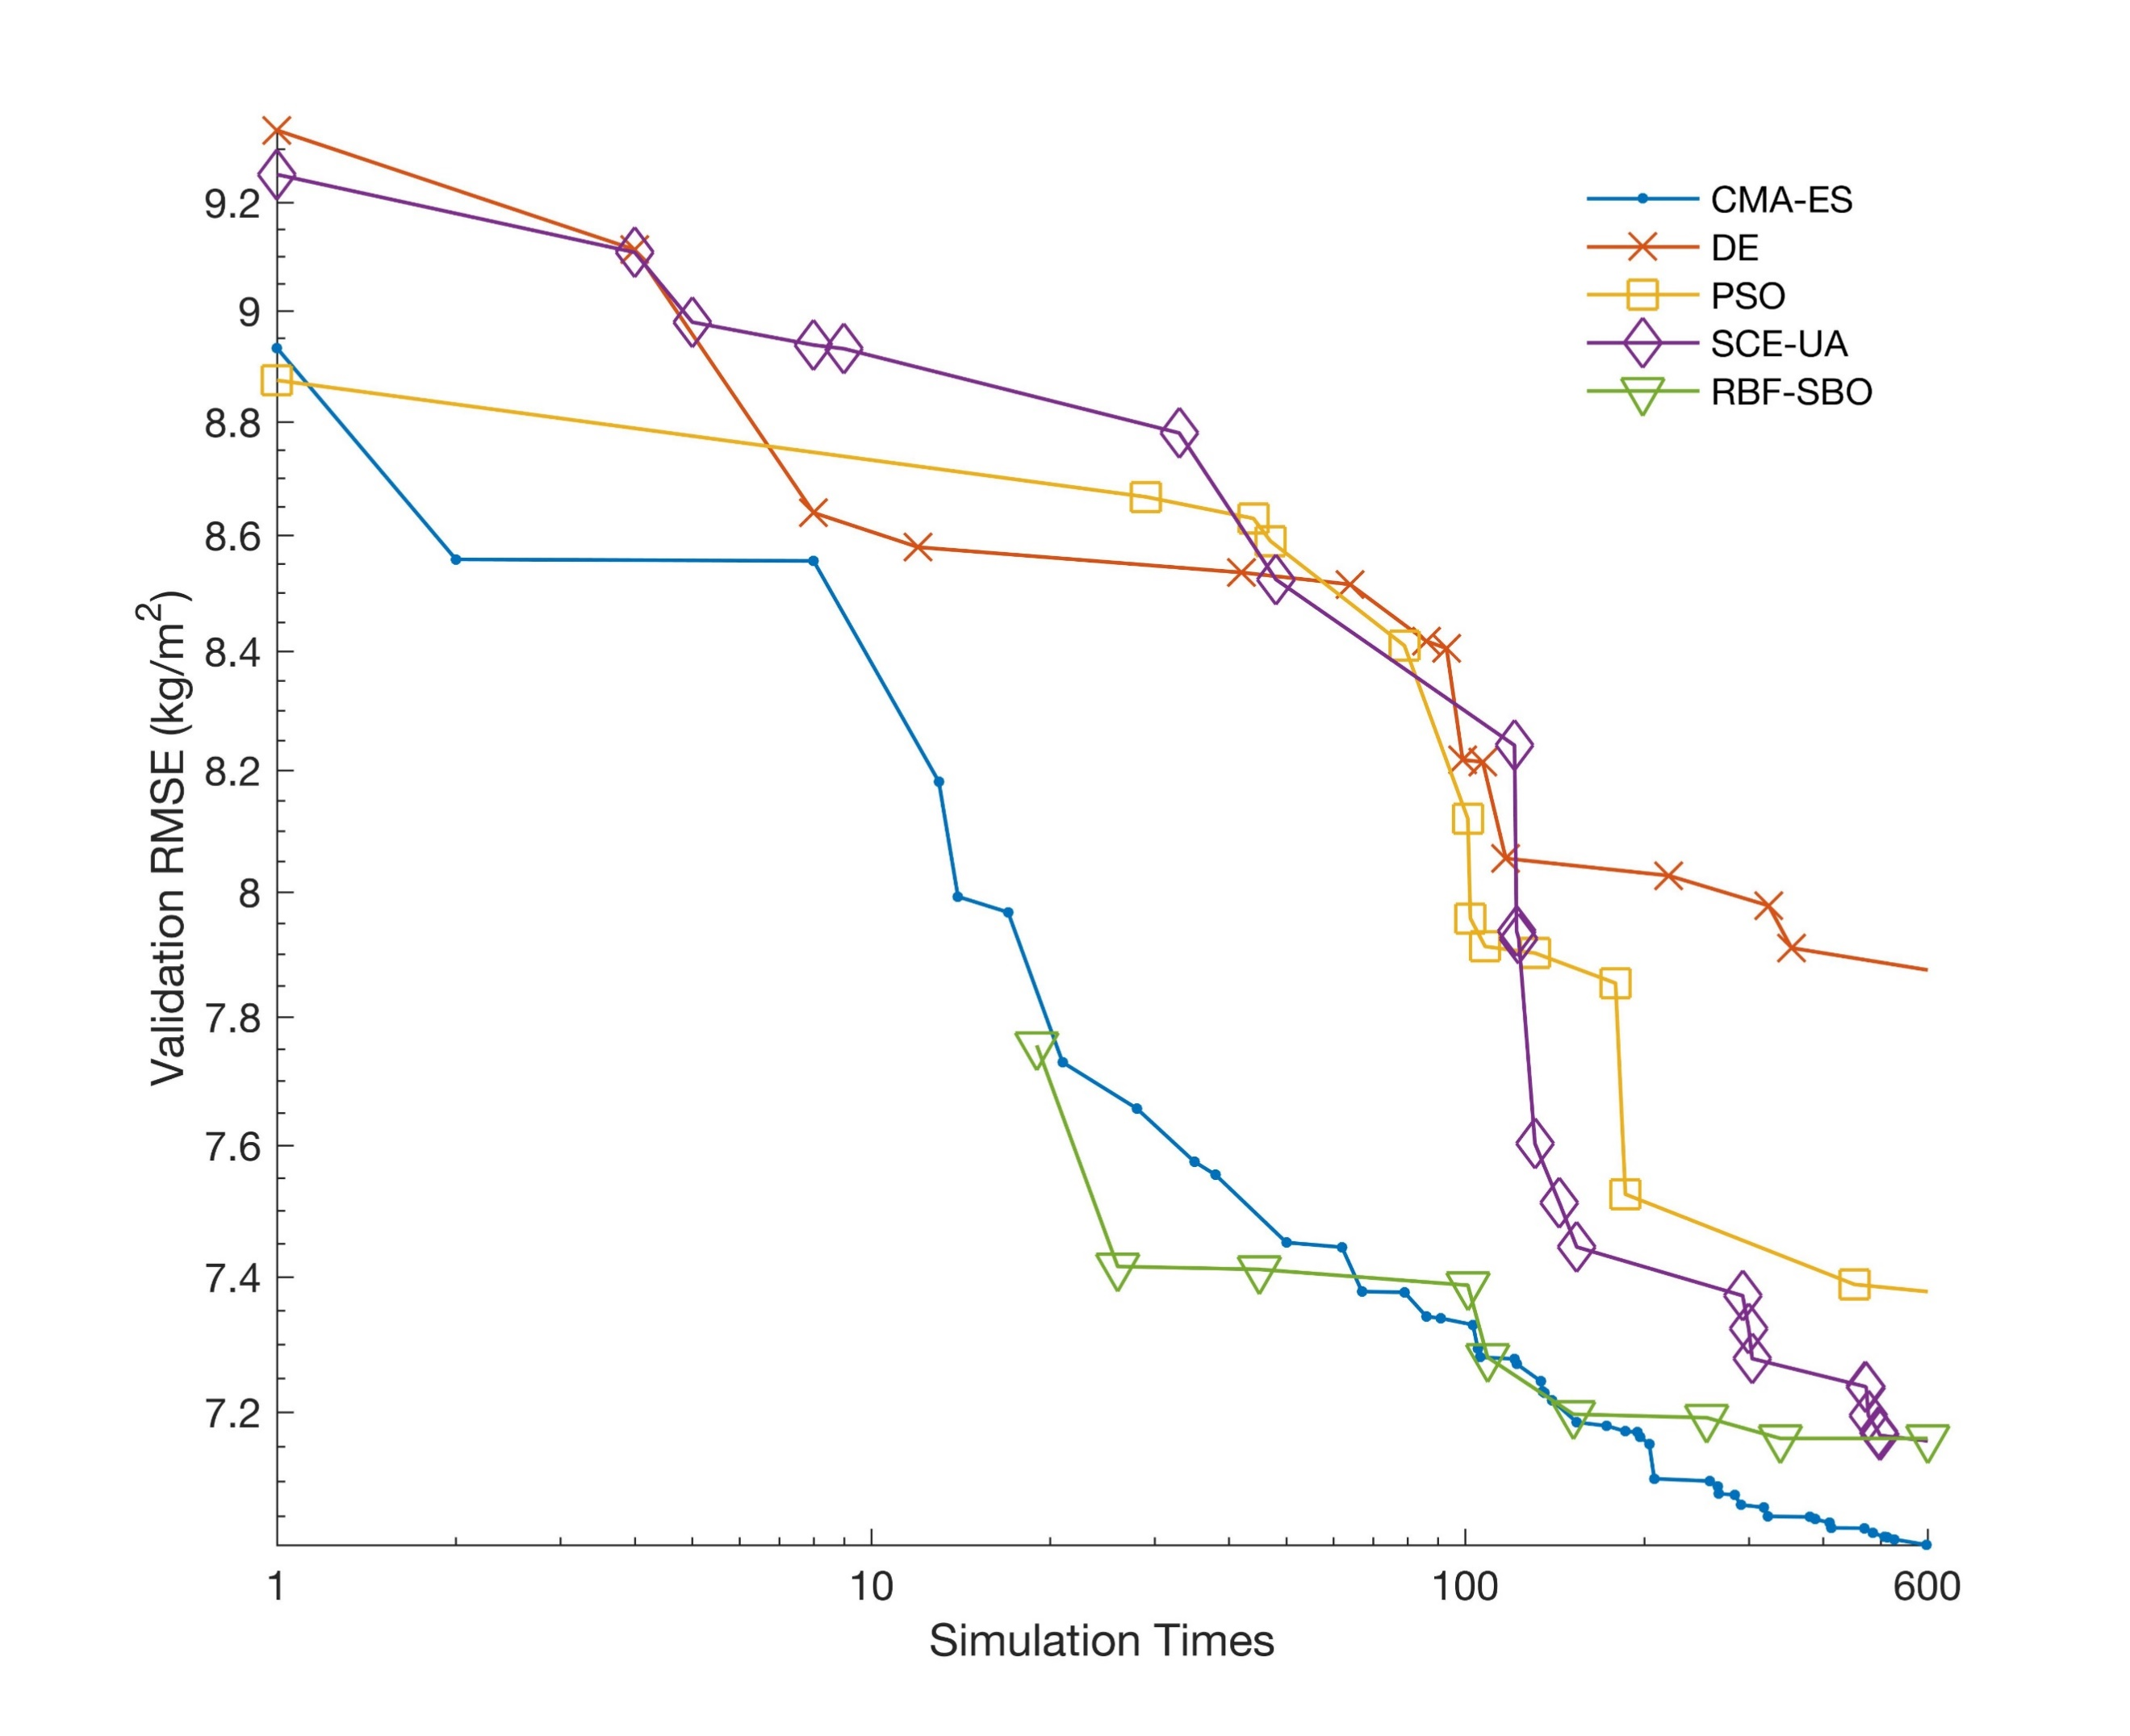 CMA-ES
DE
PSO
SCE-UA
RBF-SBO
9.2
9
8.8
8.6
8.4
8.2
8
7.8
7.6
7.4
7.2
Validation RMSE (kg/m²)
1 10 100 600
Simulation Times